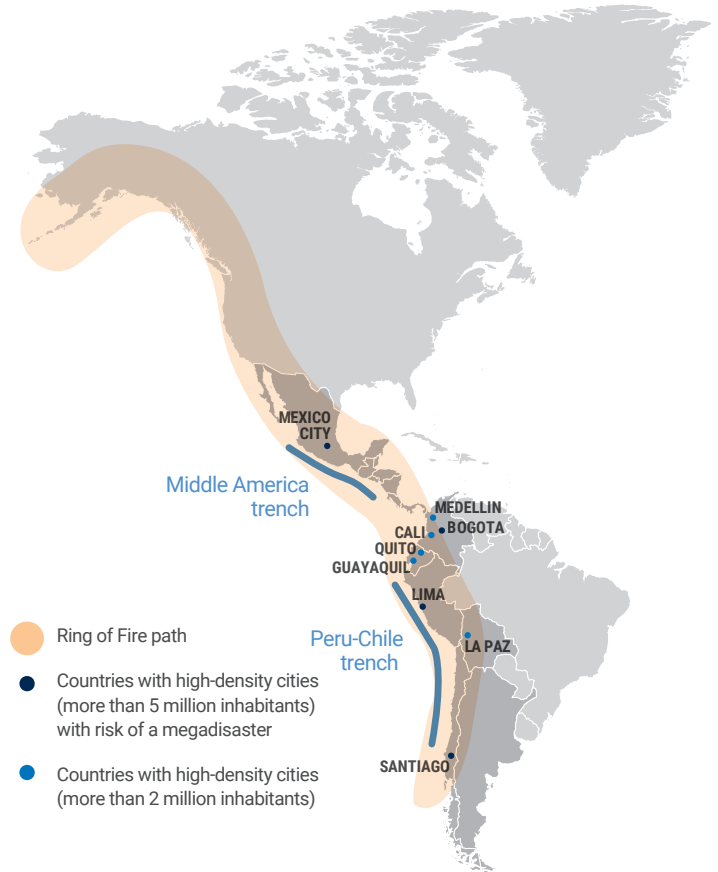 MEXICO
CITY
Middle America
trench
MEDELLIN
BOGOTA
CALI
QUITO
GUAYAQUIL
LIMA
Peru-Chile
trench
LA PAZ
SANTIAGO
Ring of Fire path
Countries with high-density cities
(more than 5 million inhabitants)
with risk of a megadisaster
Countries with high-density cities
(more than 2 million inhabitants)